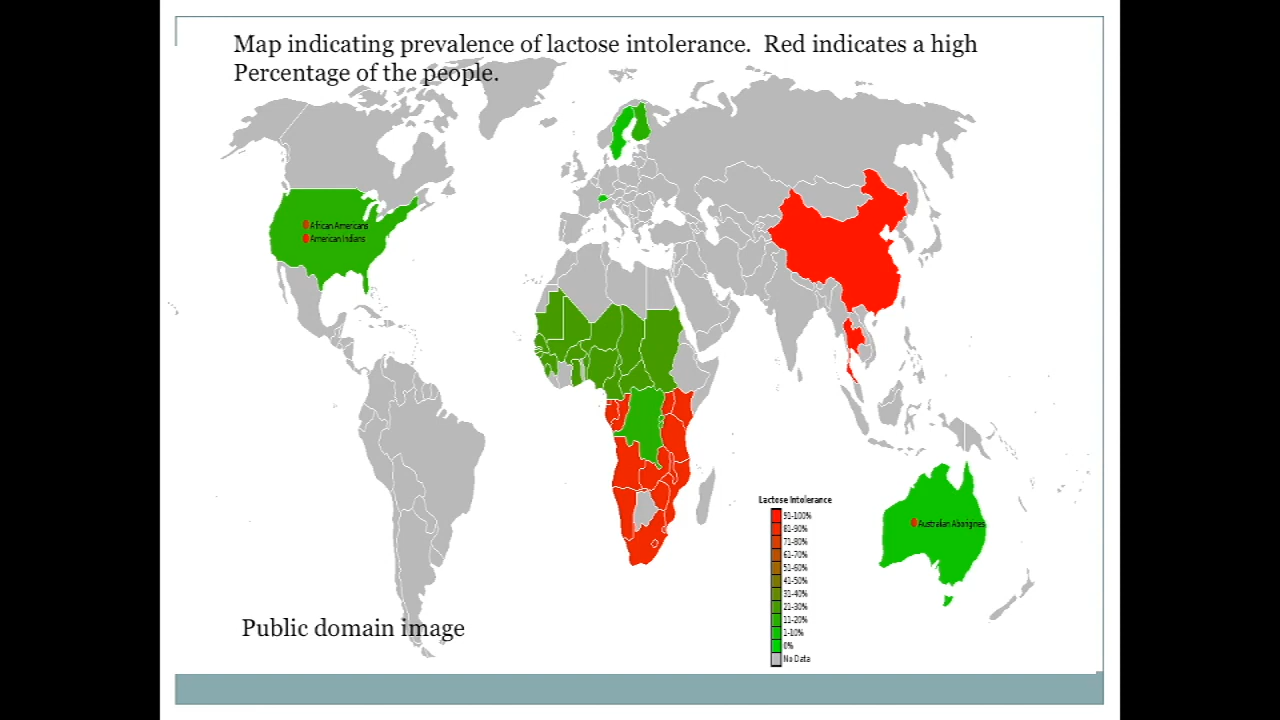 Map indicating prevalence of lactose intolerance.  Red indicates a high
Percentage of the people.
African Americans
American Indians
Lactose Intolerance
91-100%
81-90%
71-80%
61-70%
51-60%
41-50%
31-40%
21-30%
11-20%
1-10%
0%
No Data
Australian Aborigines
Public domain image